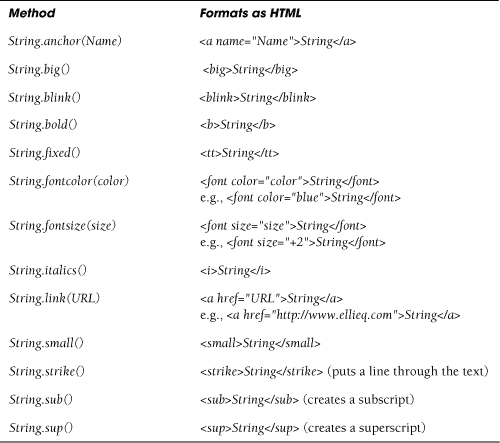 Method Formats as HTML
String.anchor(Name) <a name="Name">String</a>
String.big() <big>String</big>
String.blink() <blink>String</blink>
String.bold() <b>String</b>
String.fixed() <tt>String</tt>
String.fontcolor(color) <font color="color">String</font>
e.g., <font color="blue">String</font>
String.fontsize(size) <font size="size">String</font>
e.g., <font size="+2">String</font>
String.italics() <i>String</i>
String.link(URL) <a href="URL">String</a>
e.g., <a href="http://www.ellieq.com">String</a>
String.small() <small>String</small>
String.strike() <strike>String</strike> (puts a line through the text)
String.sub() <sub>String</sub> (creates a subscript)
String.sup() <sup>String</sup> (creates a superscript)